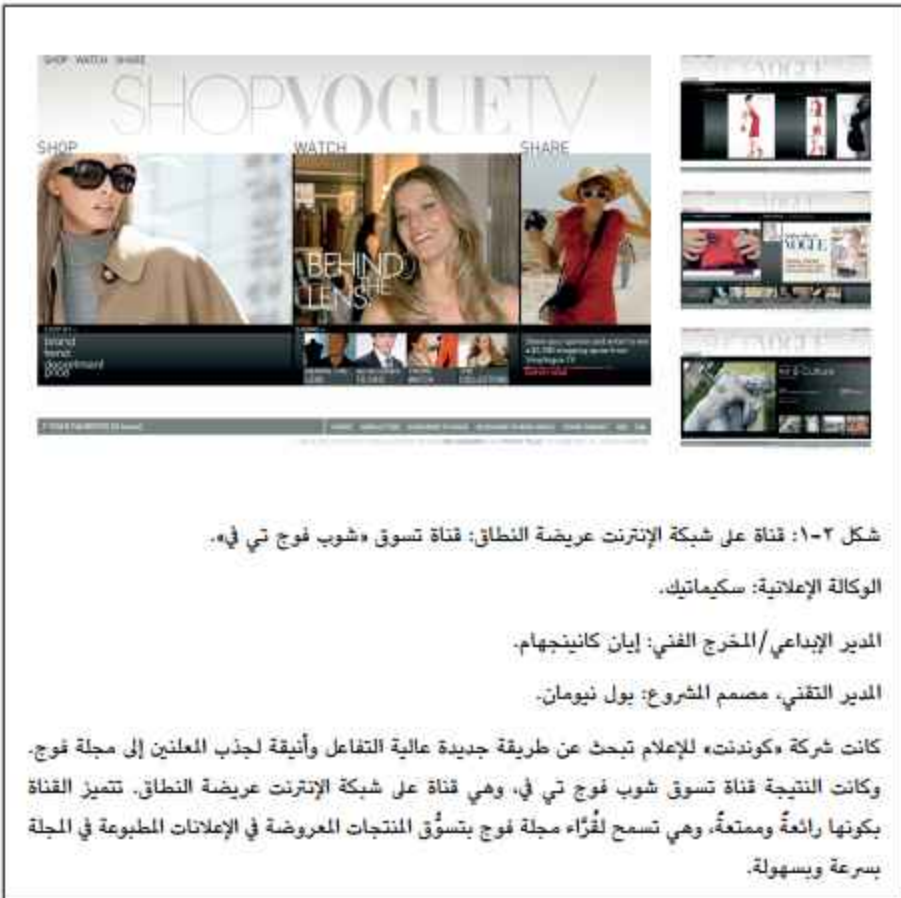 SHOP WATCH SHARE
SHOPVOGUETV
SHOP
WATCH
SHARE
BEHIND
THE
LENS
brand
trend
department
price
VOGUE
Art & Culture
شكل ٢-١: قناة على شبكة الإنترنت عريضة النطاق: قناة تسوق «شوب فوج تي في».
الوكالة الإعلانية: سكيماتيك.
المدير الإبداعي/المخرج الفني: إيان كانينجهام.
المدير التقني، مصمم المشروع: بول نيومان.
كانت شركة «كوندنت» للإعلام تبحث عن طريقة جديدة عالية التفاعل وأنيقة لجذب المعلنين إلى مجلة فوج.
وكانت النتيجة قناة تسوق شوب فوج تي في، وهي قناة على شبكة الإنترنت عريضة النطاق. تتميز القناة
بكونها رائعةً وممتعةً، وهي تسمح لقُرَّاء مجلة فوج بتسوُّق المنتجات المعروضة في الإعلانات المطبوعة في المجلة
بسرعة وبسهولة.